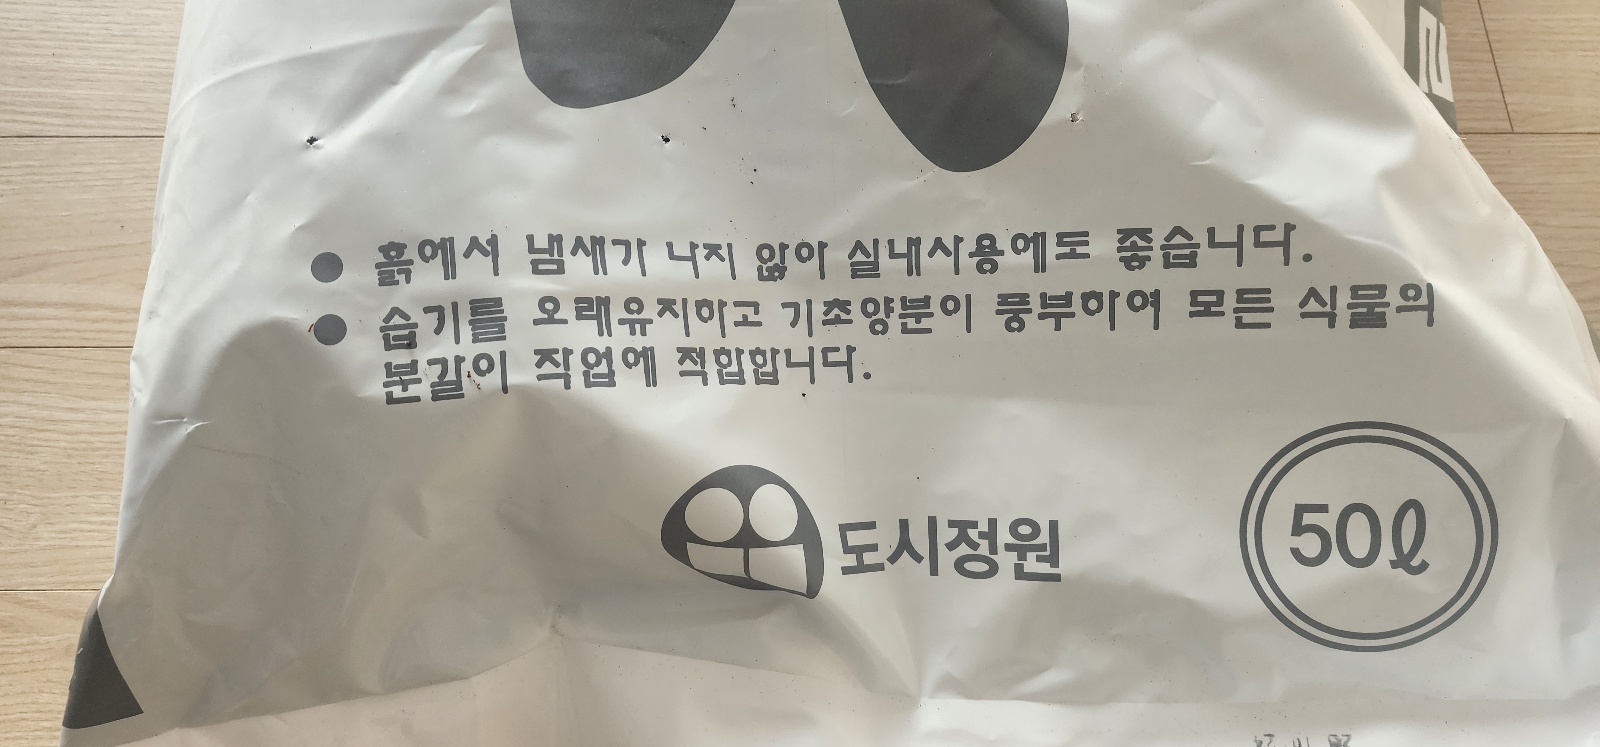 ● 흙에서 냄새가 나지 않아 실내사용에도 좋습니다.
● 습기를 오래유지하고 기초양분이 풍부하여 모든 식물의
분갈이 작업에 적합합니다.
도시정원
50ℓ